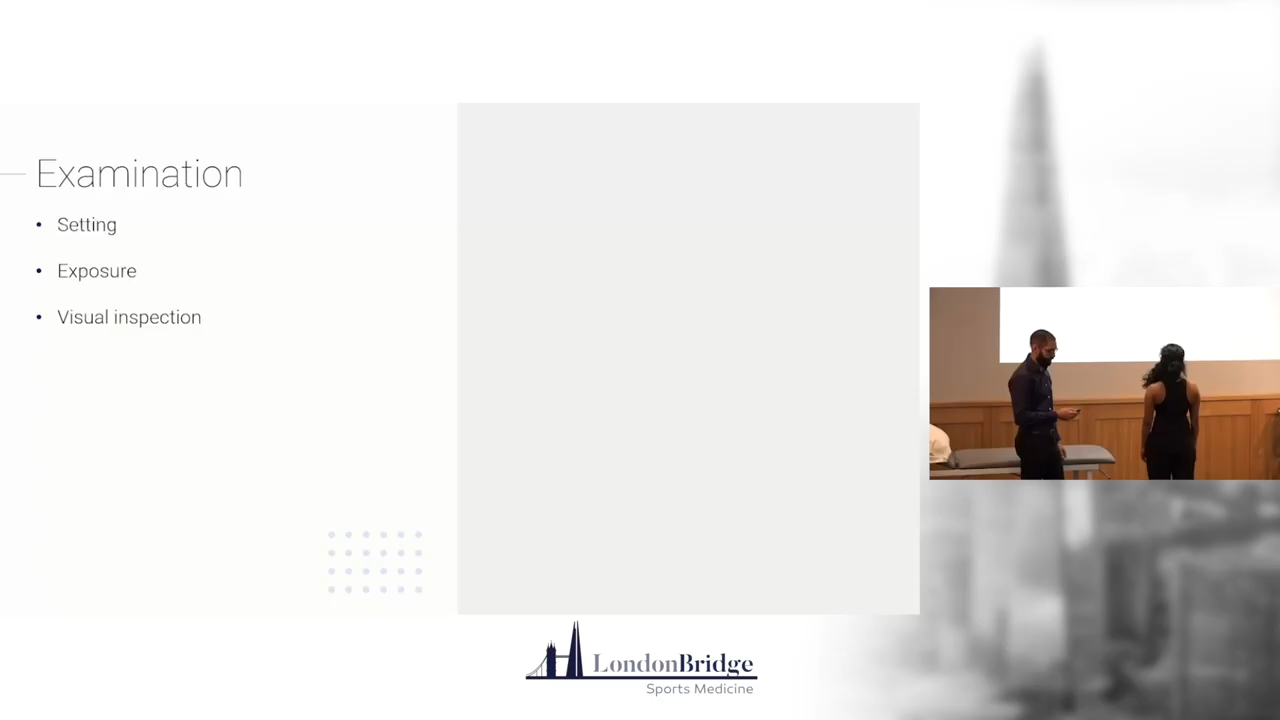 Examination
• Setting
• Exposure
• Visual inspection
LondonBridge
Sports Medicine